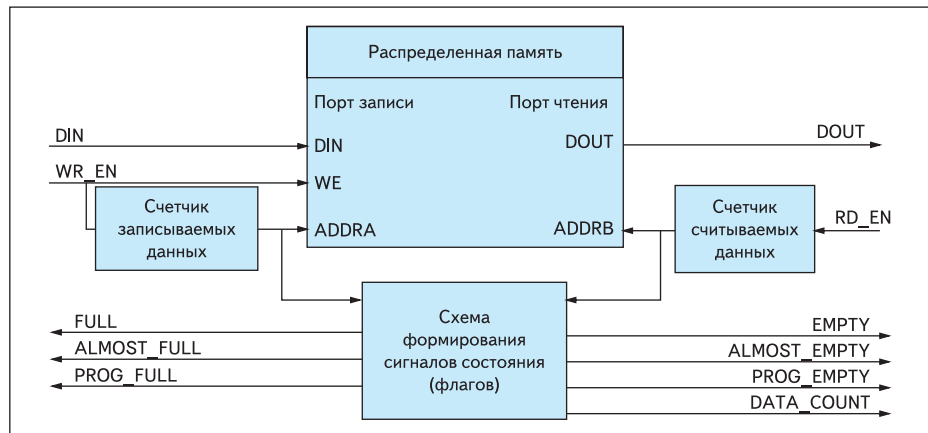 Распределенная память
Порт записи
Порт чтения
DIN
DIN
DOUT
DOUT
WR_EN
WE
Счетчик
записываемых
данных
ADDRA
ADDRB
Счетчик
считываемых
данных
RD_EN
Схема
формирования
сигналов состояния
(флагов)
FULL
ALMOST_FULL
PROG_FULL
EMPTY
ALMOST_EMPTY
PROG_EMPTY
DATA_COUNT